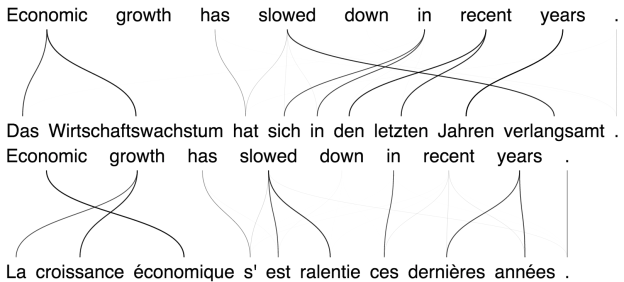 Economic growth has slowed down in recent years .
Das Wirtschaftswachstum hat sich in den letzten Jahren verlangsamt .
Economic growth has slowed down in recent years .
La croissance économique s' est ralentie ces dernières années .